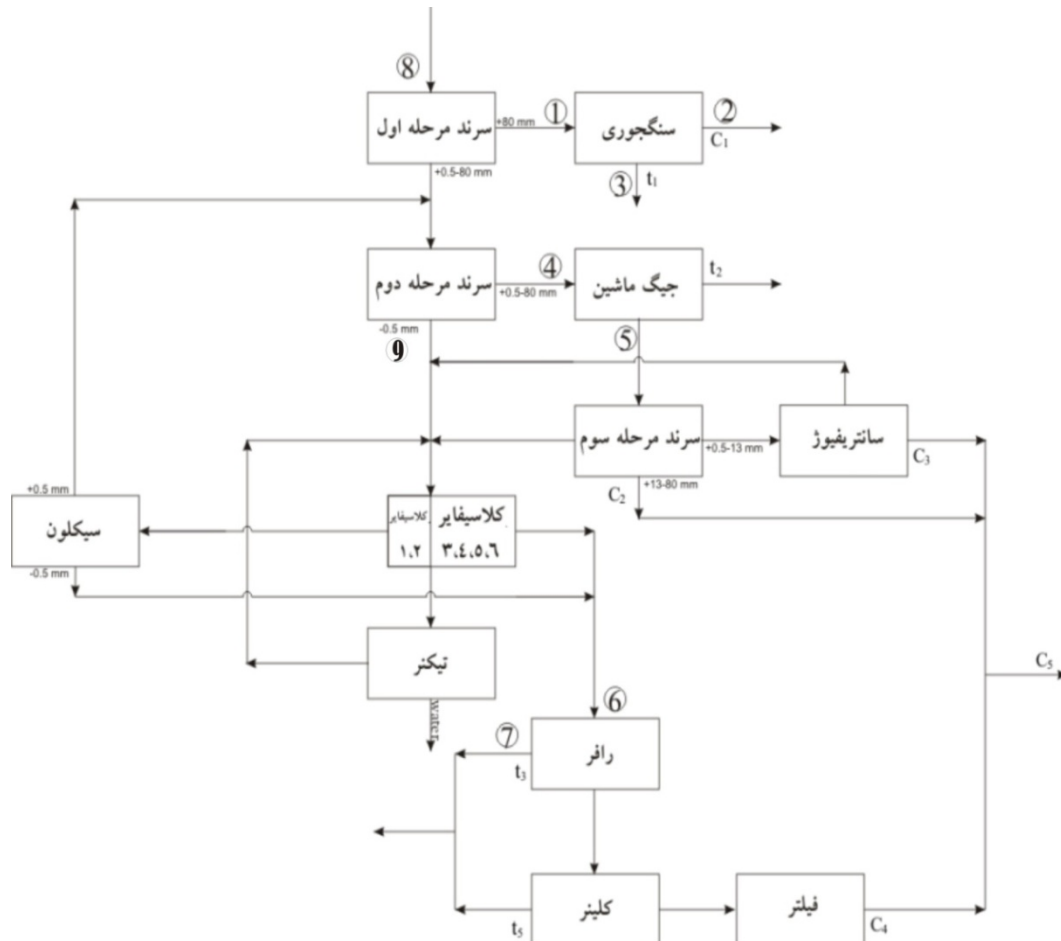 ⑧
سرند مرحله اول
+80 mm
①
سنگجوری
②
C₁
+0.5-80 mm
③
t₁
سرند مرحله دوم
④
+0.5-80 mm
جیگ ماشین
t₂
-0.5 mm
⑨
⑤
سرند مرحله سوم
+0.5-13 mm
سانتریفیوژ
C₃
C₂
+13-80 mm
+0.5 mm
سیکلون
-0.5 mm
کلاسیفایر
۱،۲
کلاسیفایر
۳،٤،٥،٦
تیکنر
water
C₅
⑥
رافر
⑦
t₃
کلینر
t₅
فیلتر
C₄